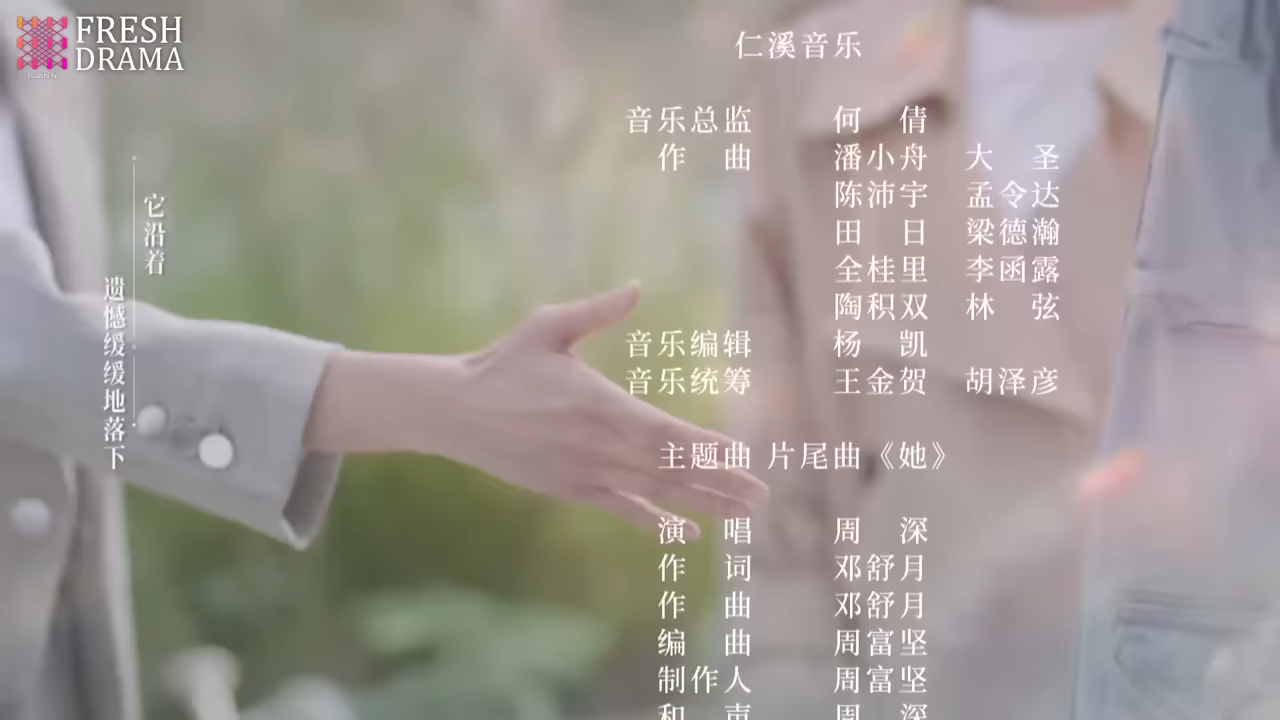 FRESH
DRAMA
仁溪音乐
音乐总监 何倩
作曲 潘小舟 大圣
陈沛宇 孟令达
田日 梁德瀚
全桂里 李函露
陶积双 林弦
音乐编辑 杨凯
音乐统筹 王金贺 胡泽彦
主题曲 片尾曲《她》
演唱 周深
作词 邓舒月
作曲 邓舒月
编曲 周富坚
制作人 周富坚
和声 周深
它沿着
遗憾缓缓地落下